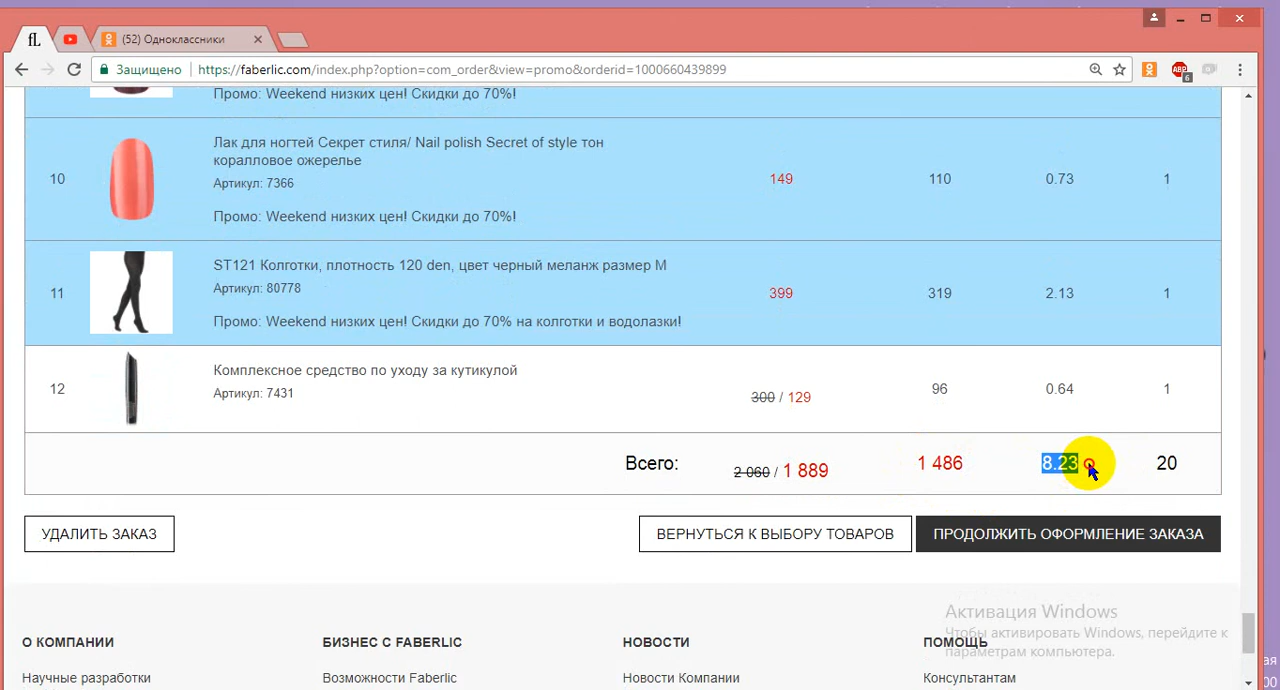 fL
(52) Одноклассники
Защищено
https://faberlic.com/index.php?option=com_order&view=promo&orderid=1000660439899
ABP
6
Промо: Weekend низких цен! Скидки до 70%!
10
Лак для ногтей Секрет стиля/ Nail polish Secret of style тон
коралловое ожерелье
Артикул: 7366
Промо: Weekend низких цен! Скидки до 70%!
149
110
0.73
1
11
ST121 Колготки, плотность 120 den, цвет черный меланж размер M
Артикул: 80778
Промо: Weekend низких цен! Скидки до 70% на колготки и водолазки!
399
319
2.13
1
12
Комплексное средство по уходу за кутикулой
Артикул: 7431
300 / 129
96
0.64
1
Всего:
2 060 / 1 889
1 486
8.23
20
УДАЛИТЬ ЗАКАЗ
ВЕРНУТЬСЯ К ВЫБОРУ ТОВАРОВ
ПРОДОЛЖИТЬ ОФОРМЛЕНИЕ ЗАКАЗА
Активация Windows
Чтобы активировать Windows, перейдите к
параметрам компьютера.
О КОМПАНИИ
БИЗНЕС С FABERLIC
НОВОСТИ
ПОМОЩЬ
Научные разработки
Возможности Faberlic
Новости Компании
Консультантам
ая
00